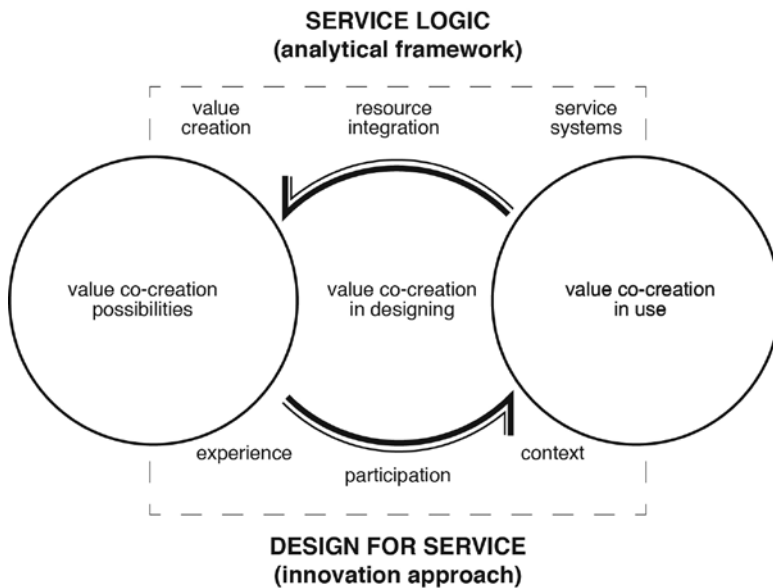 SERVICE LOGIC
(analytical framework)
value
creation
resource
integration
service
systems
value co-creation
possibilities
value co-creation
in designing
value co-creation
in use
experience
participation
context
DESIGN FOR SERVICE
(innovation approach)